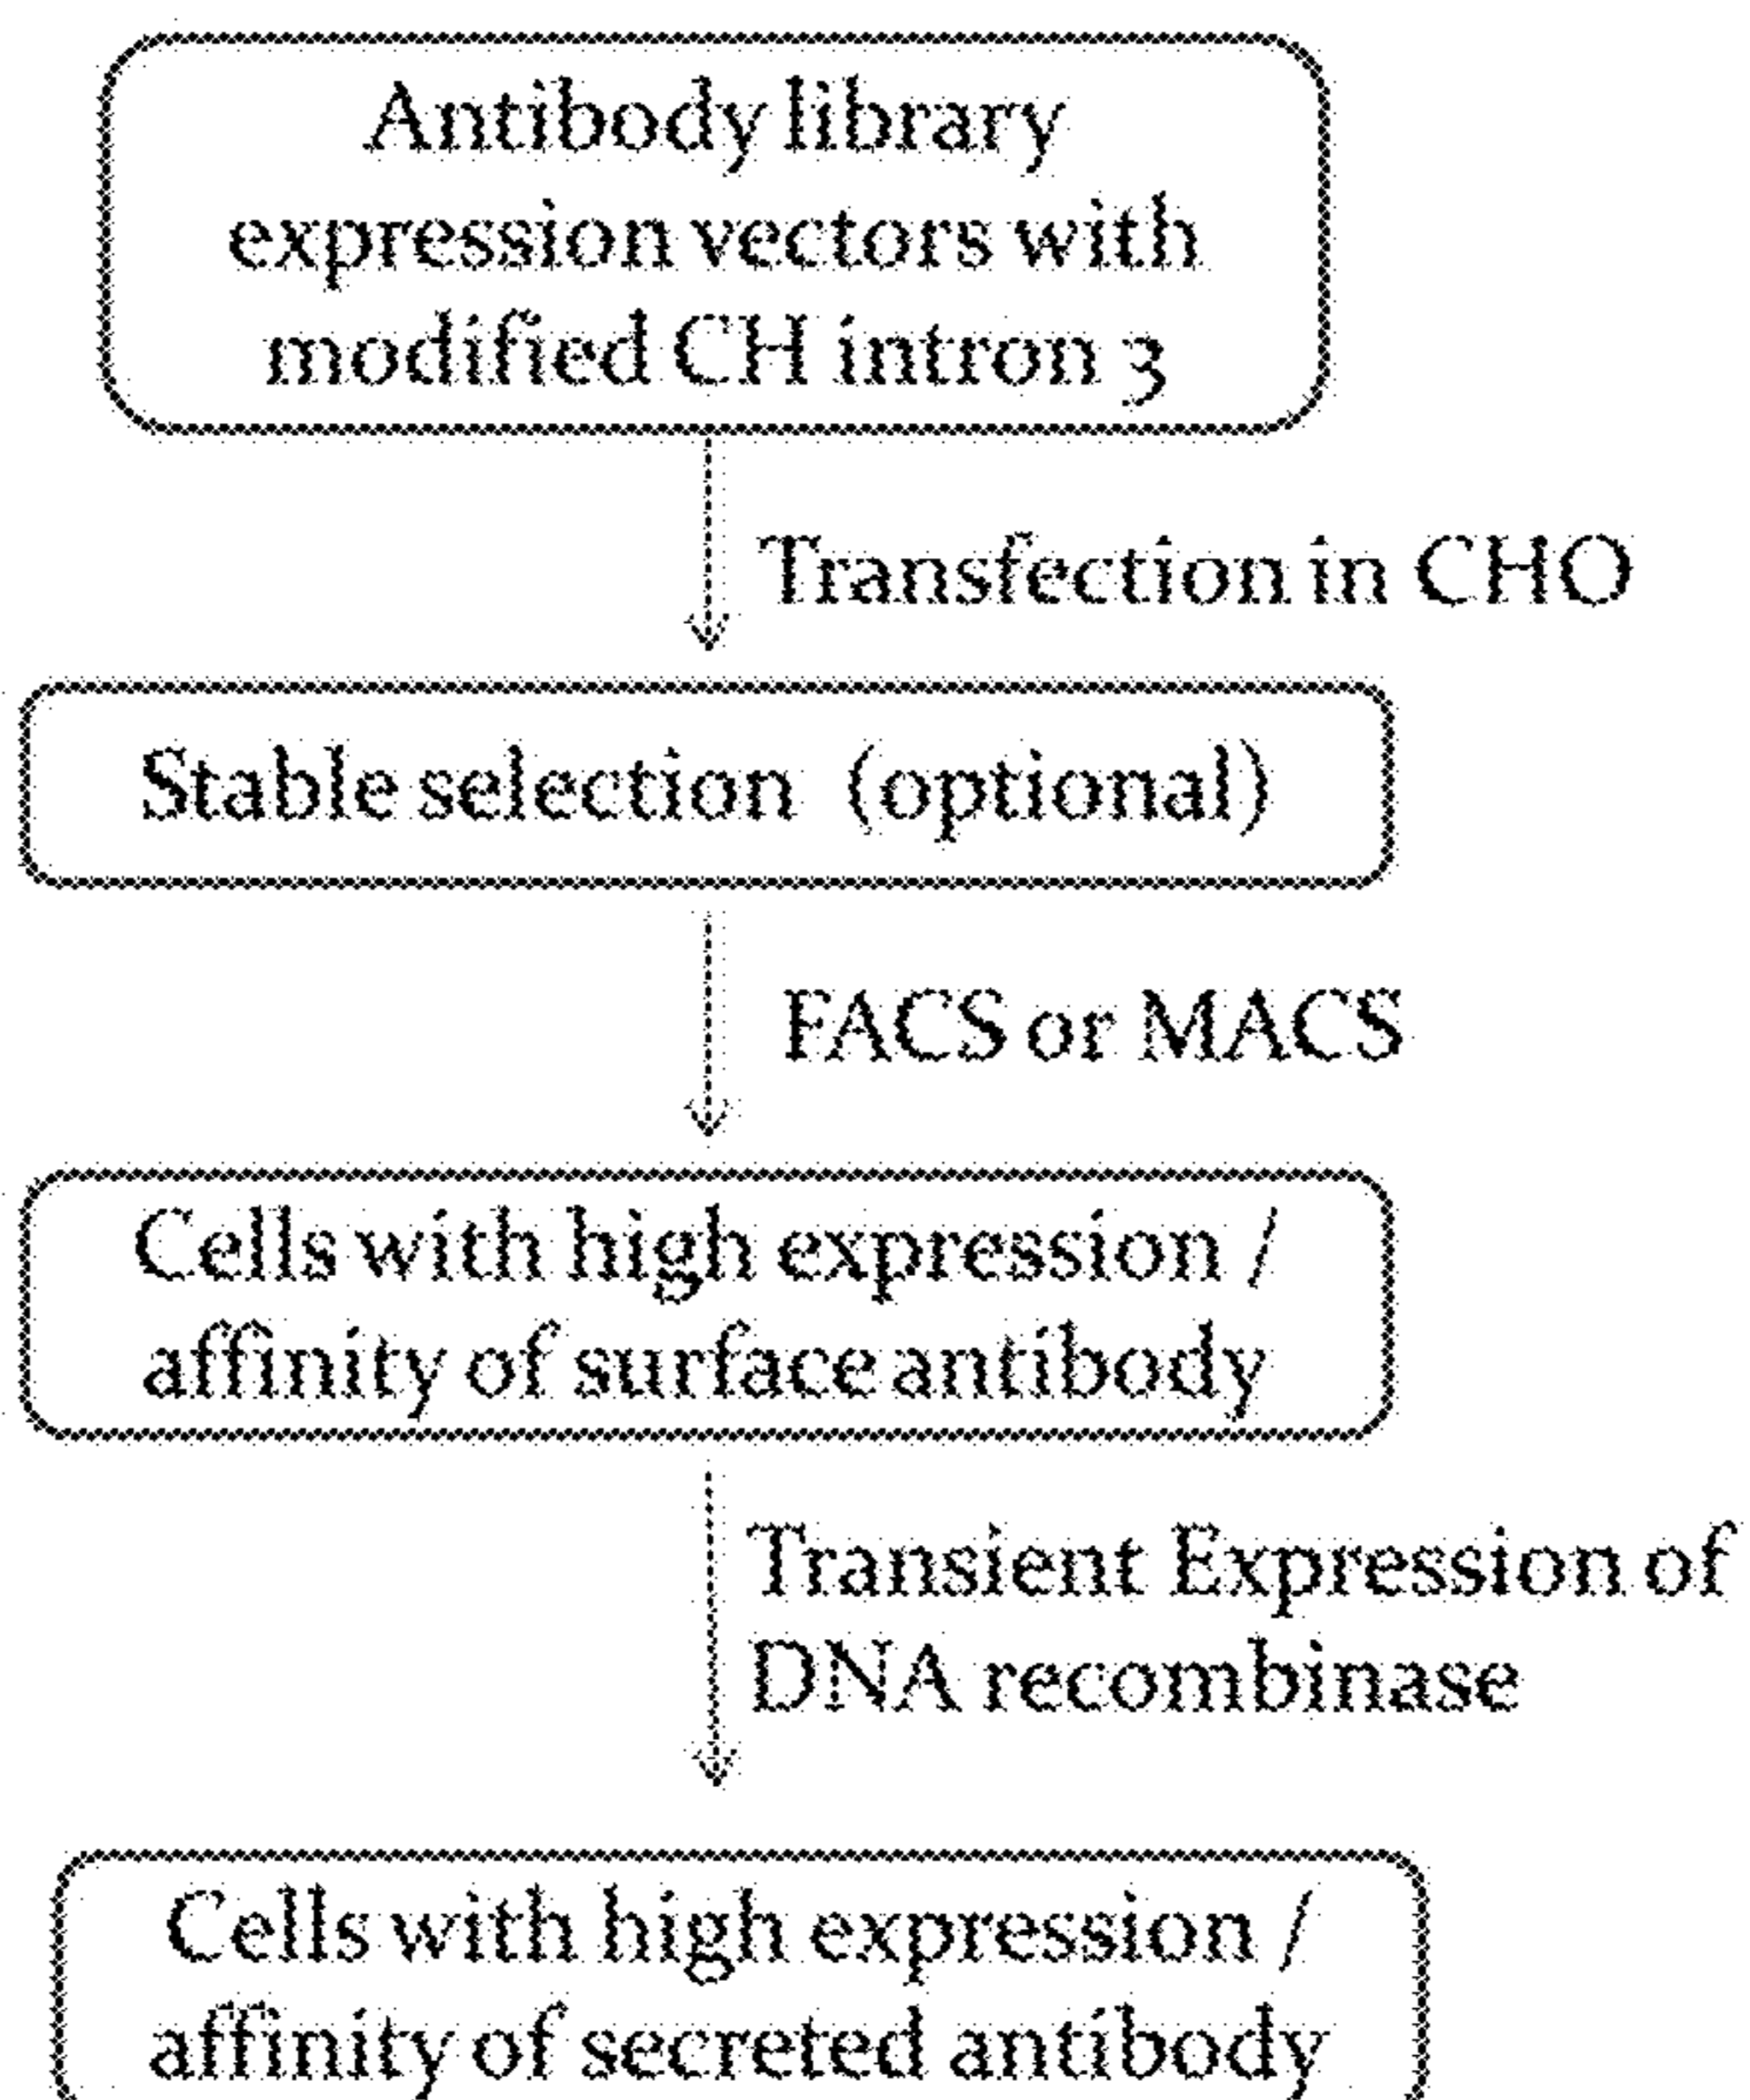 Antibody library
expression vectors with
modified CH intron 3
Transfection in CHO
Stable selection (optional)
FACS or MACS
Cells with high expression /
affinity of surface antibody
Transient Expression of
DNA recombinase
Cells with high expression /
affinity of secreted antibody